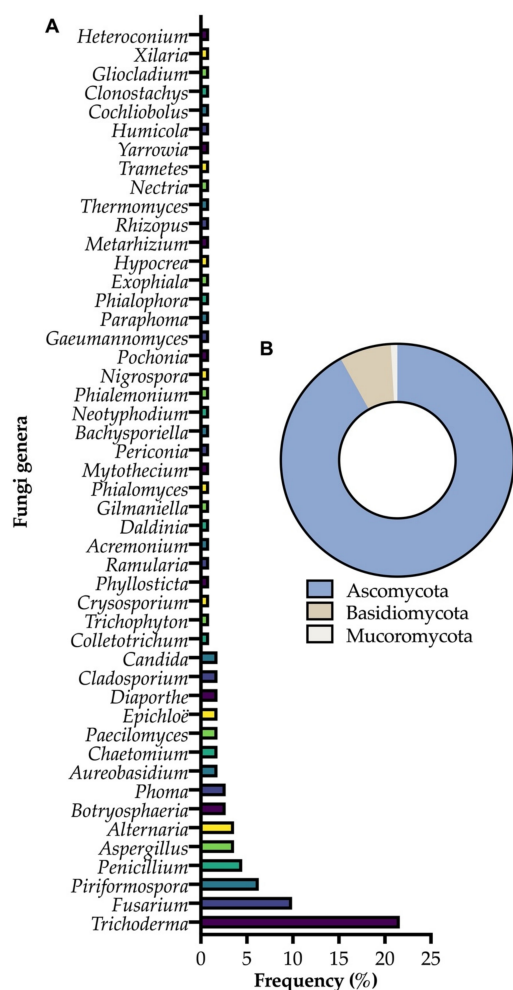 A
Heteroconium
Xilaria
Gliocladium
Clonostachys
Cochliobolus
Humicola
Yarrowia
Trametes
Nectria
Thermomyces
Rhizopus
Metarhizium
Hypocrea
Exophiala
Phialophora
Paraphoma
Gaeumannomyces
Pochonia
Nigrospora
Phialemonium
Neotyphodium
Bachysporiella
Periconia
Mytothecium
Phialomyces
Gilmaniella
Daldinia
Acremonium
Ramularia
Phyllosticta
Crysosporium
Trichophyton
Colletotrichum
Candida
Cladosporium
Diaporthe
Epichloë
Paecilomyces
Chaetomium
Aureobasidium
Phoma
Botryosphaeria
Alternaria
Aspergillus
Penicillium
Piriformospora
Fusarium
Trichoderma
Fungi genera
0 5 10 15 20 25
Frequency (%)
B
Ascomycota
Basidiomycota
Mucoromycota